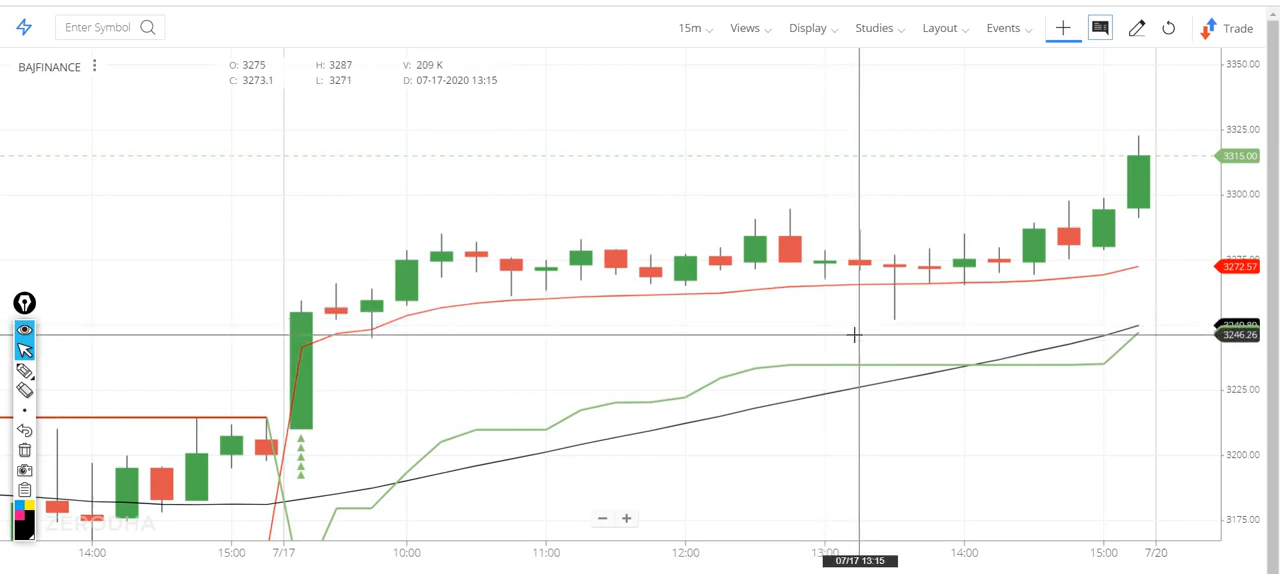 Enter Symbol
15m Views Display Studies Layout Events Trade
BAJFINANCE
O: 3275 H: 3287 V: 209 K
C: 3273.1 L: 3271 D: 07-17-2020 13:15
3350.00
3325.00
3315.00
3300.00
3272.57
3246.26
3225.00
3200.00
3175.00
ZERODHA
14:00 15:00 7/17 10:00 11:00 12:00 13:00 14:00 15:00 7/20
07/17 13:15